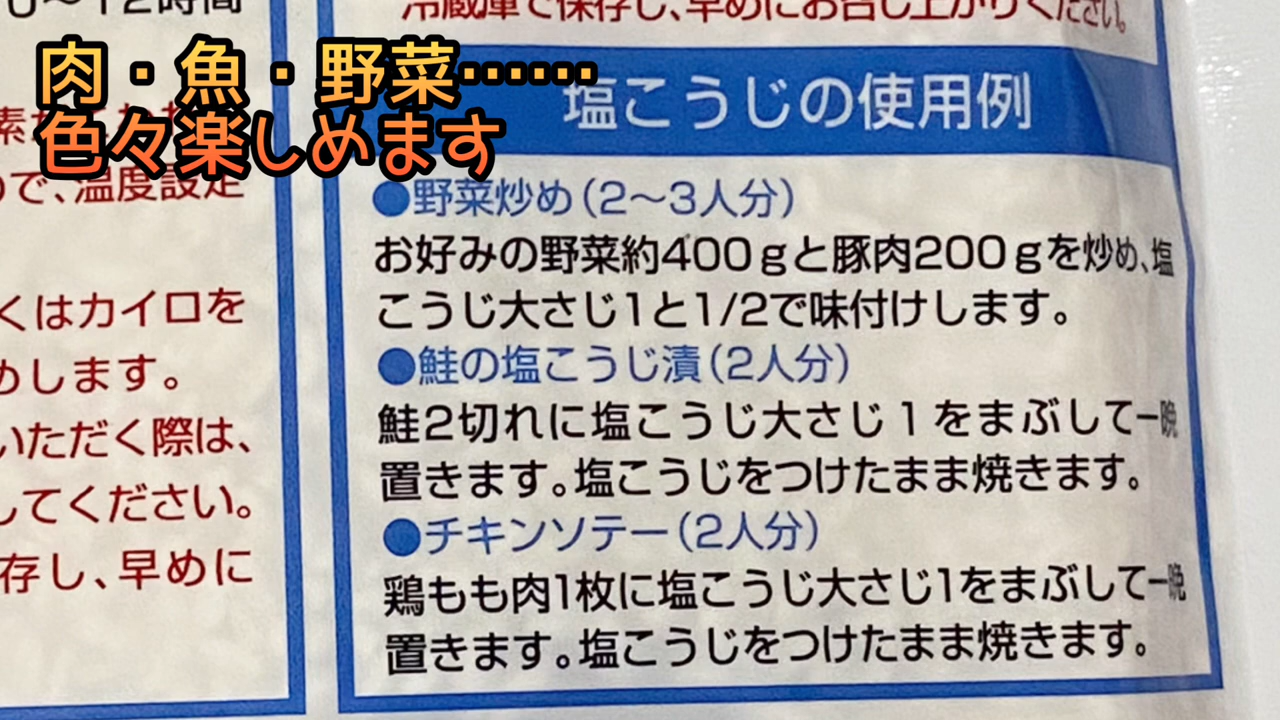 肉・魚・野菜……
色々楽しめます
12時間
で、温度設定
くはカイロを
めします。
いただく際は、
してください。
存し、早めに
冷蔵庫で保存し、早めにお召し上がりください。
塩こうじの使用例
●野菜炒め(2〜3人分)
お好みの野菜約400gと豚肉200gを炒め、塩
こうじ大さじ1と1/2で味付けします。
●鮭の塩こうじ漬(2人分)
鮭2切れに塩こうじ大さじ1をまぶして一晩
置きます。塩こうじをつけたまま焼きます。
●チキンソテー(2人分)
鶏もも肉1枚に塩こうじ大さじ1をまぶして一晩
置きます。塩こうじをつけたまま焼きます。